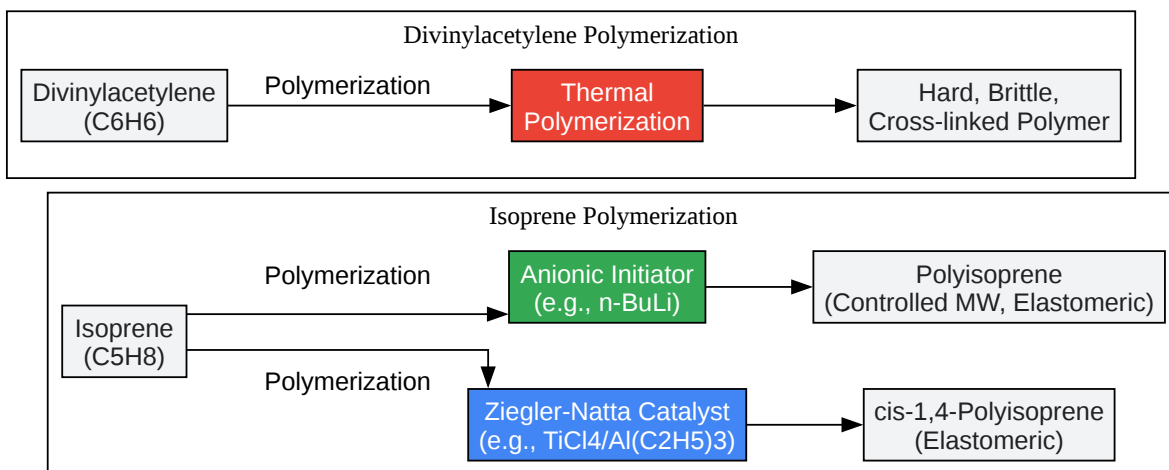 Divinylacetylene Polymerization
Divinylacetylene
(C6H6)
Polymerization
Thermal
Polymerization
Hard, Brittle,
Cross-linked Polymer
Isoprene Polymerization
Isoprene
(C5H8)
Polymerization
Anionic Initiator
(e.g., n-BuLi)
Polyisoprene
(Controlled MW, Elastomeric)
Polymerization
Ziegler-Natta Catalyst
(e.g., TiCl4/Al(C2H5)3)
cis-1,4-Polyisoprene
(Elastomeric)